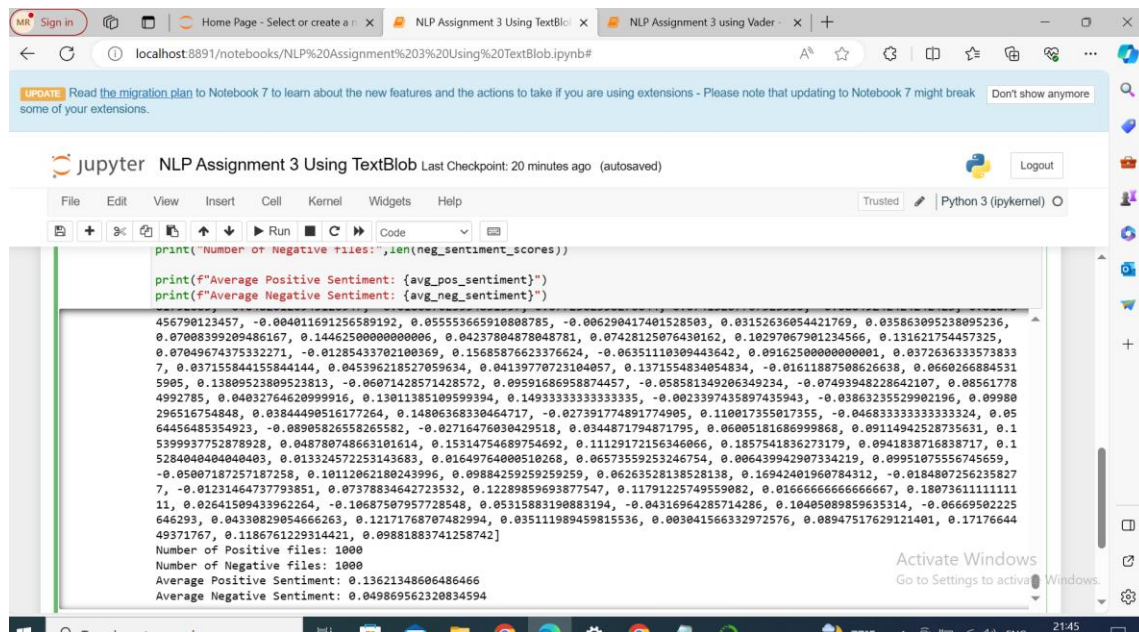 MR Sign in
Home Page - Select or create a n
NLP Assignment 3 Using TextBlo
NLP Assignment 3 using Vader -
localhost:8891/notebooks/NLP%20Assignment%203%20Using%20TextBlob.ipynb#
UPDATE Read the migration plan to Notebook 7 to learn about the new features and the actions to take if you are using extensions - Please note that updating to Notebook 7 might break
some of your extensions.
Don't show anymore
jupyter NLP Assignment 3 Using TextBlob Last Checkpoint: 20 minutes ago (autosaved)
Logout
File Edit View Insert Cell Kernel Widgets Help
Trusted Python 3 (ipykernel)
Run Code
print("Number of Negative files:",len(neg_sentiment_scores))
print(f"Average Positive Sentiment: {avg_pos_sentiment}")
print(f"Average Negative Sentiment: {avg_neg_sentiment}")
456790123457, -0.004011691256589192, 0.055553665910808785, -0.006290417401528503, 0.03152636054421769, 0.035863095238095236,
0.07008399209486167, 0.14462500000000006, 0.04237804878048781, 0.07428125076430162, 0.10297067901234566, 0.131621754457325,
0.07049674375332271, -0.01285433702100369, 0.15685876623376624, -0.06351110309443642, 0.09162500000000001, 0.0372636333573833
7, 0.037155844155844144, 0.045396218527059634, 0.04139770723104057, 0.1371554834054834, -0.01611887508626638, 0.0660266884531
5905, 0.13809523809523813, -0.06071428571428572, 0.09591686958874457, -0.058581349206349234, -0.07493948228642107, 0.08561778
4992785, 0.04032764620999916, 0.13011385109599394, 0.14933333333333335, -0.0023397435897435943, -0.03863235529902196, 0.09980
296516754848, 0.03844490516177264, 0.14806368330464717, -0.027391774891774905, 0.110017355017355, -0.046833333333333324, 0.05
644564854​85354923, -0.08905826558265582, -0.02716476030429518, 0.0344871794871795, 0.06005181686999868, 0.09114942528735631, 0.1
5399937752878928, 0.048780748663101614, 0.15314754689754692, 0.11129172156346066, 0.1857541836273179, 0.0941838716838717, 0.1
5284040404040403, 0.013324572253143683, 0.01649764000510268, 0.06573559253246754, 0.006439942907334219, 0.09951075556745659,
-0.05007187257187258, 0.10112062180243996, 0.09884259259259259, 0.06263528138528138, 0.16942401960784312, -0.0184807256235827
7, -0.01231464737793851, 0.07378834642723532, 0.12289859693877547, 0.11791225749559082, 0.01666666666666667, 0.18073611111111
11, 0.02641509433962264, -0.10687507957728548, 0.05315883190883194, -0.04316964285714286, 0.10405089859635314, -0.06669502225
646293, 0.04330829054666263, 0.12171768707482994, 0.035111989459815536, 0.003041566332972576, 0.08947517629121401, 0.17176644
49371767, 0.1186761229314421, 0.09881883741258742]
Number of Positive files: 1000
Number of Negative files: 1000
Average Positive Sentiment: 0.13621348606486466
Average Negative Sentiment: 0.049869562320834594
Activate Windows
Go to Settings to activate Windows.
21:45